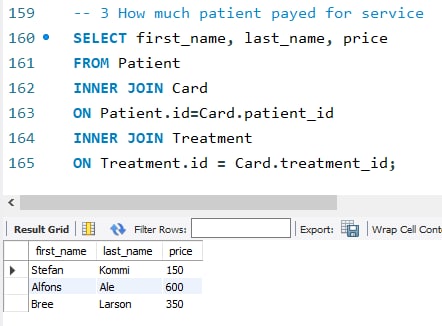 159 -- 3 How much patient payed for service
160 SELECT first_name, last_name, price
161 FROM Patient
162 INNER JOIN Card
163 ON Patient.id=Card.patient_id
164 INNER JOIN Treatment
165 ON Treatment.id = Card.treatment_id;
Result Grid Filter Rows: Export: Wrap Cell Cont
first_name last_name price
Stefan Kommi 150
Alfons Ale 600
Bree Larson 350